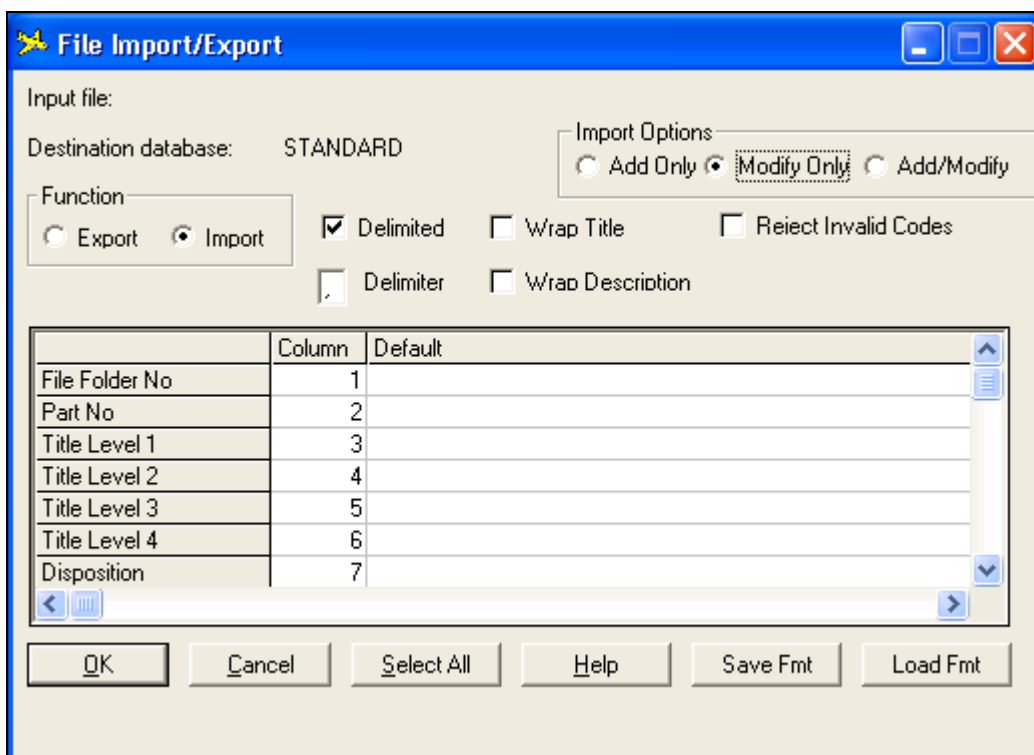 File Import/Export
Input file:
Destination database: STANDARD
Import Options
Add Only Modify Only Add/Modify
Function
Export Import
Delimited Wrap Title Reject Invalid Codes
, Delimiter Wrap Description
Column Default
File Folder No 1
Part No 2
Title Level 1 3
Title Level 2 4
Title Level 3 5
Title Level 4 6
Disposition 7
OK Cancel Select All Help Save Fmt Load Fmt